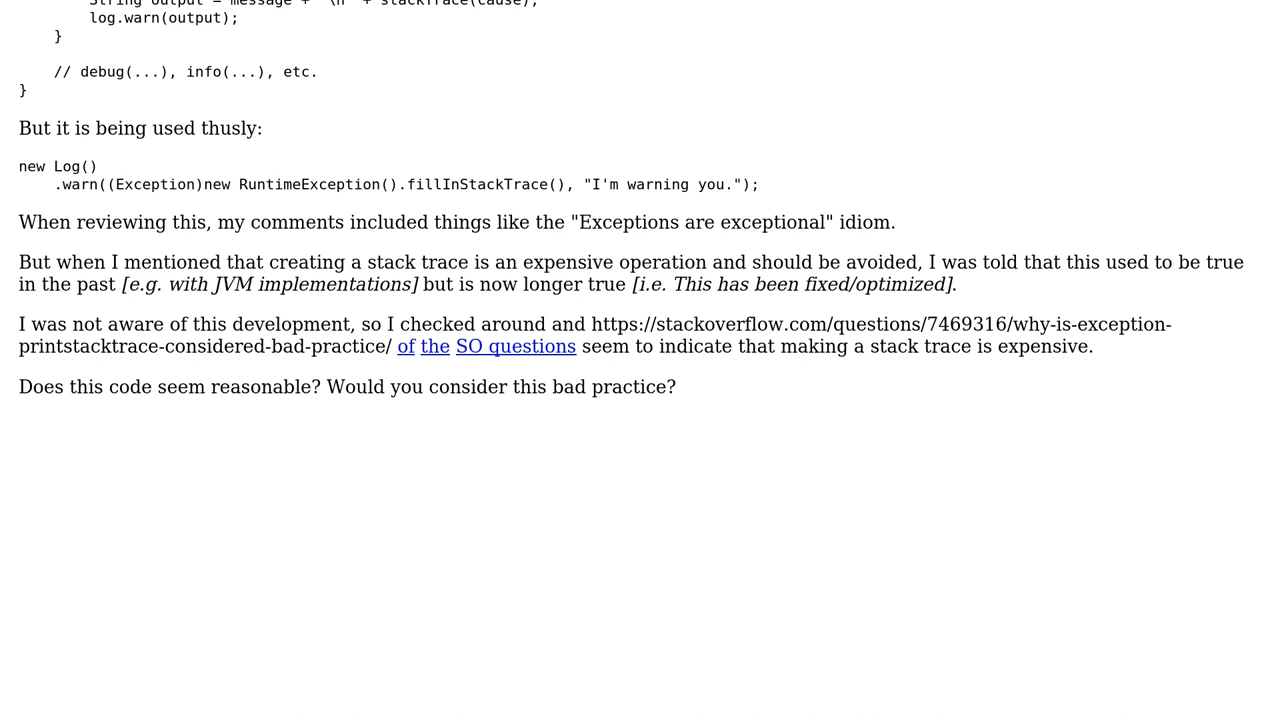 String output = message + "\n" + stackTrace(cause);
log.warn(output);
}
// debug(...), info(...), etc.
}
But it is being used thusly:
new Log()
.warn((Exception)new RuntimeException().fillInStackTrace(), "I'm warning you.");
When reviewing this, my comments included things like the "Exceptions are exceptional" idiom.
But when I mentioned that creating a stack trace is an expensive operation and should be avoided, I was told that this used to be true
in the past [e.g. with JVM implementations] but is now longer true [i.e. This has been fixed/optimized].
I was not aware of this development, so I checked around and https://stackoverflow.com/questions/7469316/why-is-exception-
printstacktrace-considered-bad-practice/ of the SO questions seem to indicate that making a stack trace is expensive.
Does this code seem reasonable? Would you consider this bad practice?